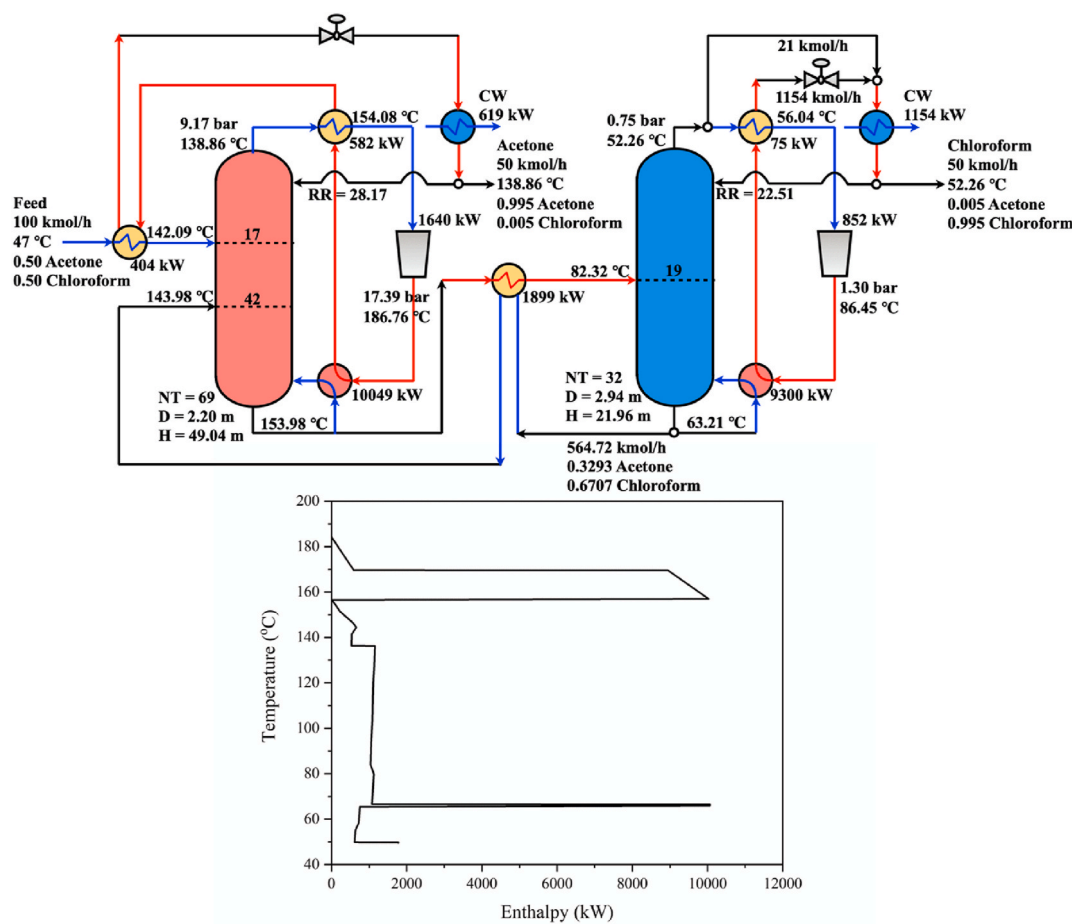 21 kmol/h
1154 kmol/h
9.17 bar
138.86 ℃
154.08 ℃
582 kW
CW
619 kW
Acetone
50 kmol/h
138.86 ℃
0.995 Acetone
0.005 Chloroform
RR = 28.17
1640 kW
0.75 bar
52.26 ℃
56.04 ℃
75 kW
CW
1154 kW
Chloroform
50 kmol/h
52.26 ℃
0.005 Acetone
0.995 Chloroform
RR = 22.51
852 kW
Feed
100 kmol/h
47 ℃
0.50 Acetone
0.50 Chloroform
142.09 ℃
404 kW
143.98 ℃
17
42
17.39 bar
186.76 ℃
82.32 ℃
1899 kW
19
1.30 bar
86.45 ℃
NT = 69
D = 2.20 m
H = 49.04 m
10049 kW
153.98 ℃
NT = 32
D = 2.94 m
H = 21.96 m
9300 kW
63.21 ℃
564.72 kmol/h
0.3293 Acetone
0.6707 Chloroform
200
180
160
140
120
100
80
60
40
Temperature (°C)
0
2000
4000
6000
8000
10000
12000
Enthalpy (kW)